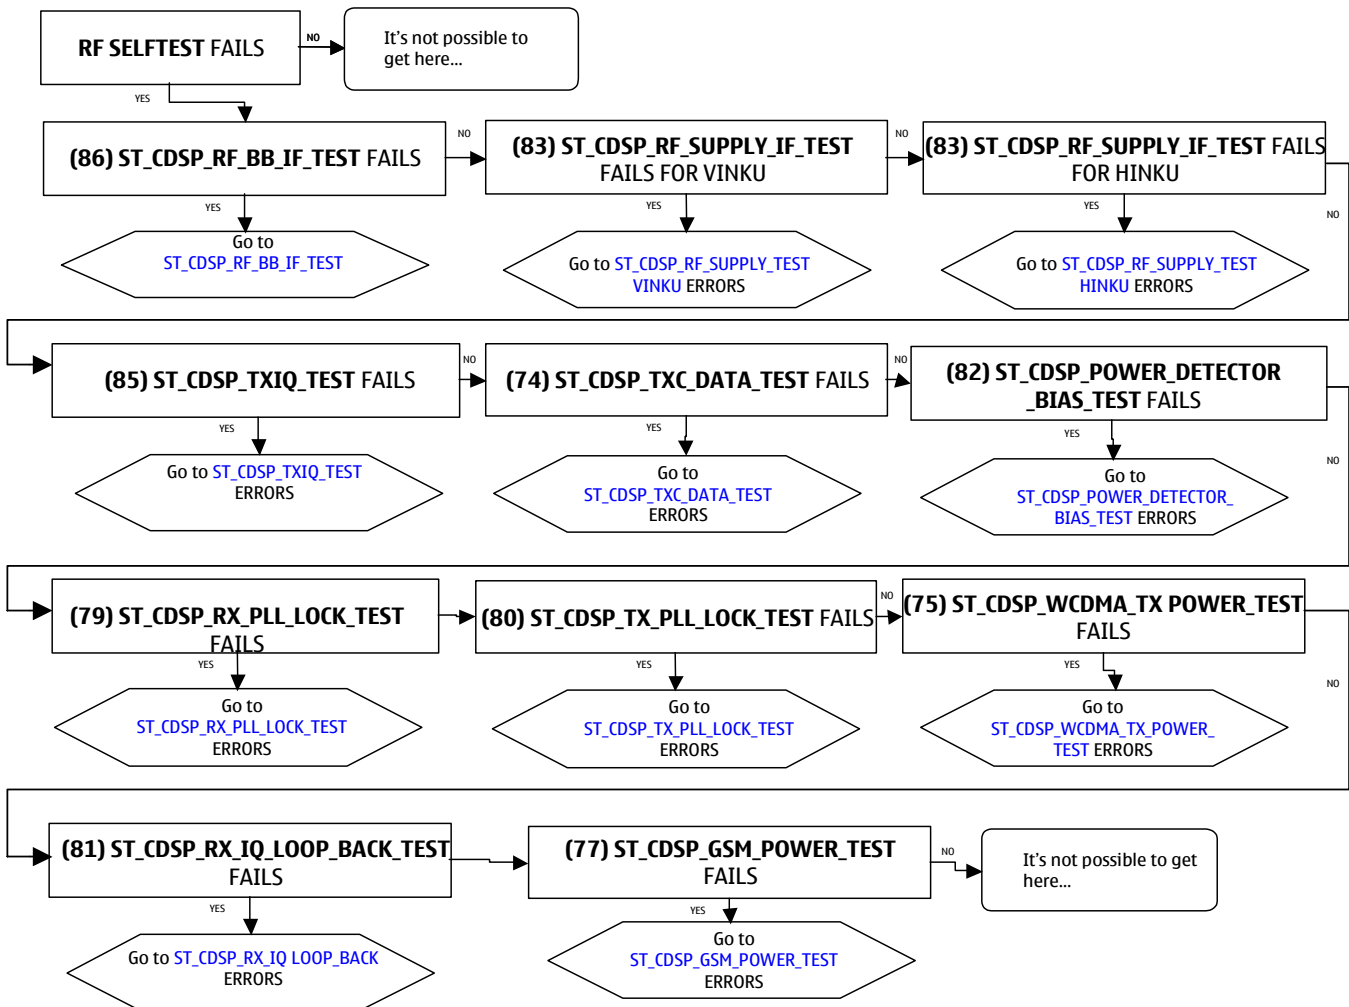 RF SELFTEST FAILS
NO
It's not possible to
get here...
YES
(86) ST_CDSP_RF_BB_IF_TEST FAILS
NO
(83) ST_CDSP_RF_SUPPLY_IF_TEST
FAILS FOR VINKU
NO
(83) ST_CDSP_RF_SUPPLY_IF_TEST FAILS
FOR HINKU
YES
YES
YES
NO
Go to
ST_CDSP_RF_BB_IF_TEST
Go to ST_CDSP_RF_SUPPLY_TEST
VINKU ERRORS
Go to ST_CDSP_RF_SUPPLY_TEST
HINKU ERRORS
(85) ST_CDSP_TXIQ_TEST FAILS
NO
(74) ST_CDSP_TXC_DATA_TEST FAILS
NO
(82) ST_CDSP_POWER_DETECTOR
_BIAS_TEST FAILS
YES
YES
YES
NO
Go to ST_CDSP_TXIQ_TEST
ERRORS
Go to
ST_CDSP_TXC_DATA_TEST
ERRORS
Go to
ST_CDSP_POWER_DETECTOR_
BIAS_TEST ERRORS
(79) ST_CDSP_RX_PLL_LOCK_TEST
FAILS
(80) ST_CDSP_TX_PLL_LOCK_TEST FAILS
NO
(75) ST_CDSP_WCDMA_TX POWER_TEST
FAILS
YES
YES
YES
NO
Go to
ST_CDSP_RX_PLL_LOCK_TEST
ERRORS
Go to
ST_CDSP_TX_PLL_LOCK_TEST
ERRORS
Go to
ST_CDSP_WCDMA_TX_POWER_
TEST ERRORS
(81) ST_CDSP_RX_IQ_LOOP_BACK_TEST
FAILS
(77) ST_CDSP_GSM_POWER_TEST
FAILS
NO
It's not possible to get
here...
YES
YES
Go to ST_CDSP_RX_IQ LOOP_BACK
ERRORS
Go to
ST_CDSP_GSM_POWER_TEST
ERRORS